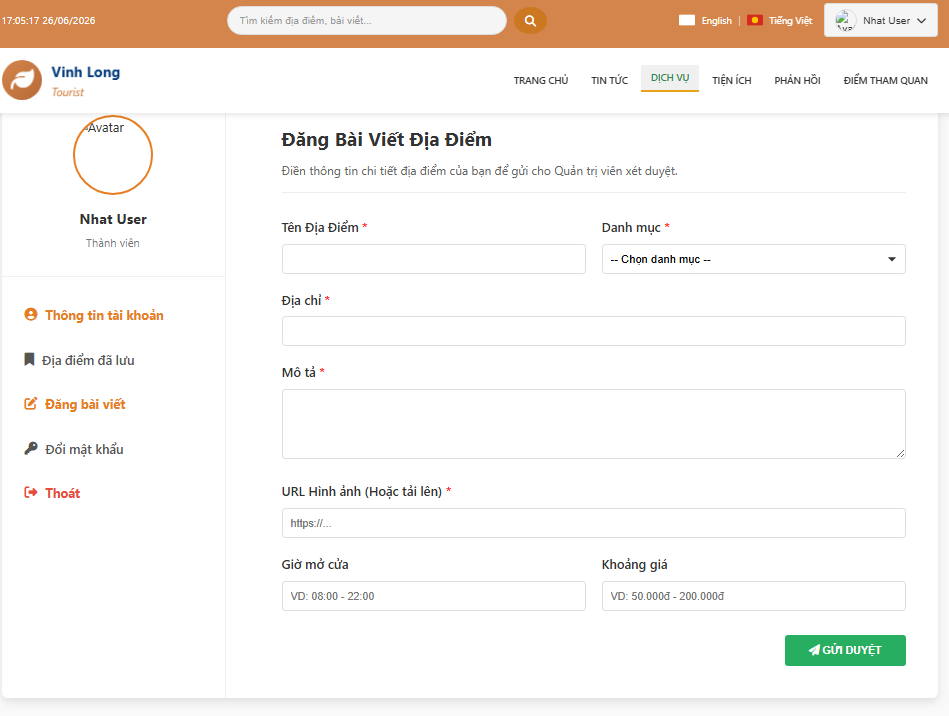 17:05:17 26/06/2026
Tìm kiếm địa điểm, bài viết...
English | Tiếng Việt
Nhat User
Vinh Long
Tourist
TRANG CHỦ TIN TỨC DỊCH VỤ TIỆN ÍCH PHẢN HỒI ĐIỂM THAM QUAN
Avatar
Nhat User
Thành viên
Thông tin tài khoản
Địa điểm đã lưu
Đăng bài viết
Đổi mật khẩu
Thoát
Đăng Bài Viết Địa Điểm
Điền thông tin chi tiết địa điểm của bạn để gửi cho Quản trị viên xét duyệt.
Tên Địa Điểm * Danh mục *
-- Chọn danh mục --
Địa chỉ *
Mô tả *
URL Hình ảnh (Hoặc tải lên) *
https://...
Giờ mở cửa Khoảng giá
VD: 08:00 - 22:00 VD: 50.000đ - 200.000đ
GỬI DUYỆT